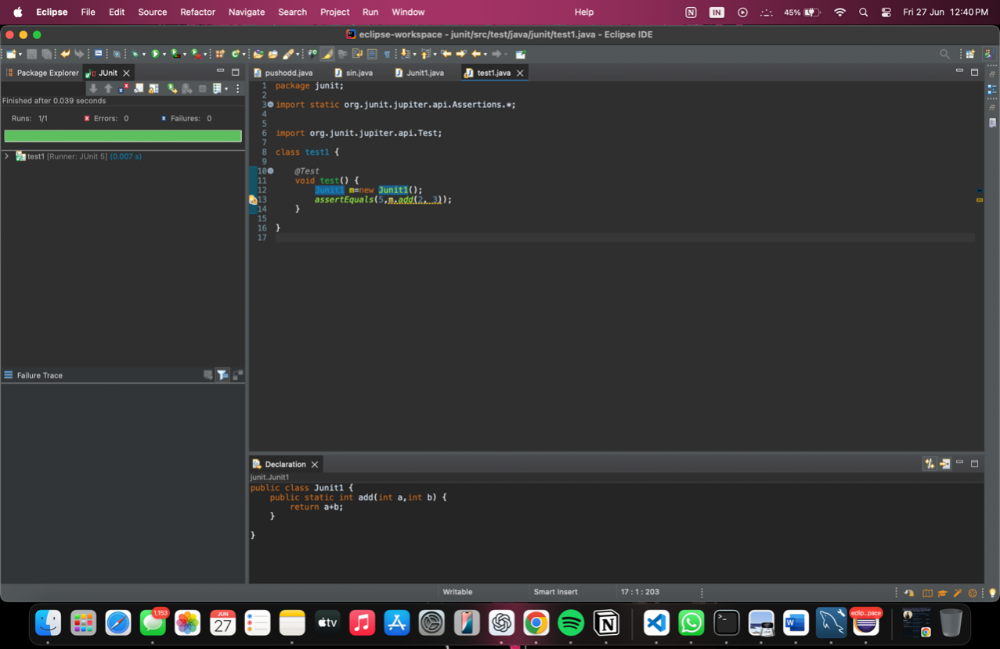 Eclipse File Edit Source Refactor Navigate Search Project Run Window Help IN 45% Fri 27 Jun 12:40 PM
eclipse-workspace - junit/src/test/java/junit/test1.java - Eclipse IDE
Package Explorer JUnit
Finished after 0.039 seconds
Runs: 1/1 Errors: 0 Failures: 0
test1 [Runner: JUnit 5] (0.007 s)
Failure Trace
pushodd.java sin.java Junit1.java test1.java
1 package junit;
2
3 import static org.junit.jupiter.api.Assertions.*;
4
5
6 import org.junit.jupiter.api.Test;
7
8 class test1 {
9
10 @Test
11 void test() {
12 Junit1 m=new Junit1();
13 assertEquals(5,m.add(2, 3));
14 }
15
16 }
17
Declaration
junit.Junit1
public class Junit1 {
public static int add(int a,int b) {
return a+b;
}
}
Writable Smart Insert 17 : 1 : 203
1,153
JUN
27
tv
eclip...pace